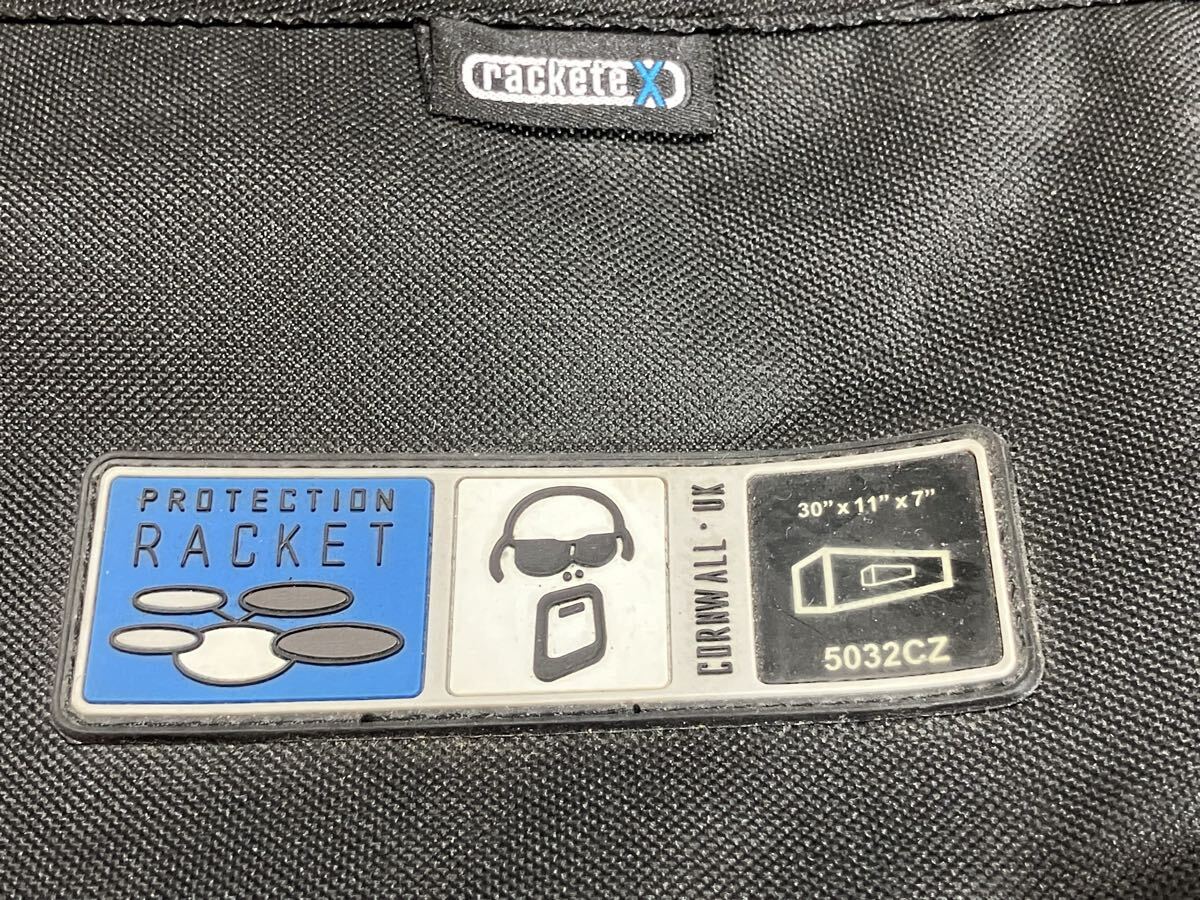 racketeX
PROTECTION
RACKET
CORNWALL · UK
30” x 11” x 7”
5032CZ